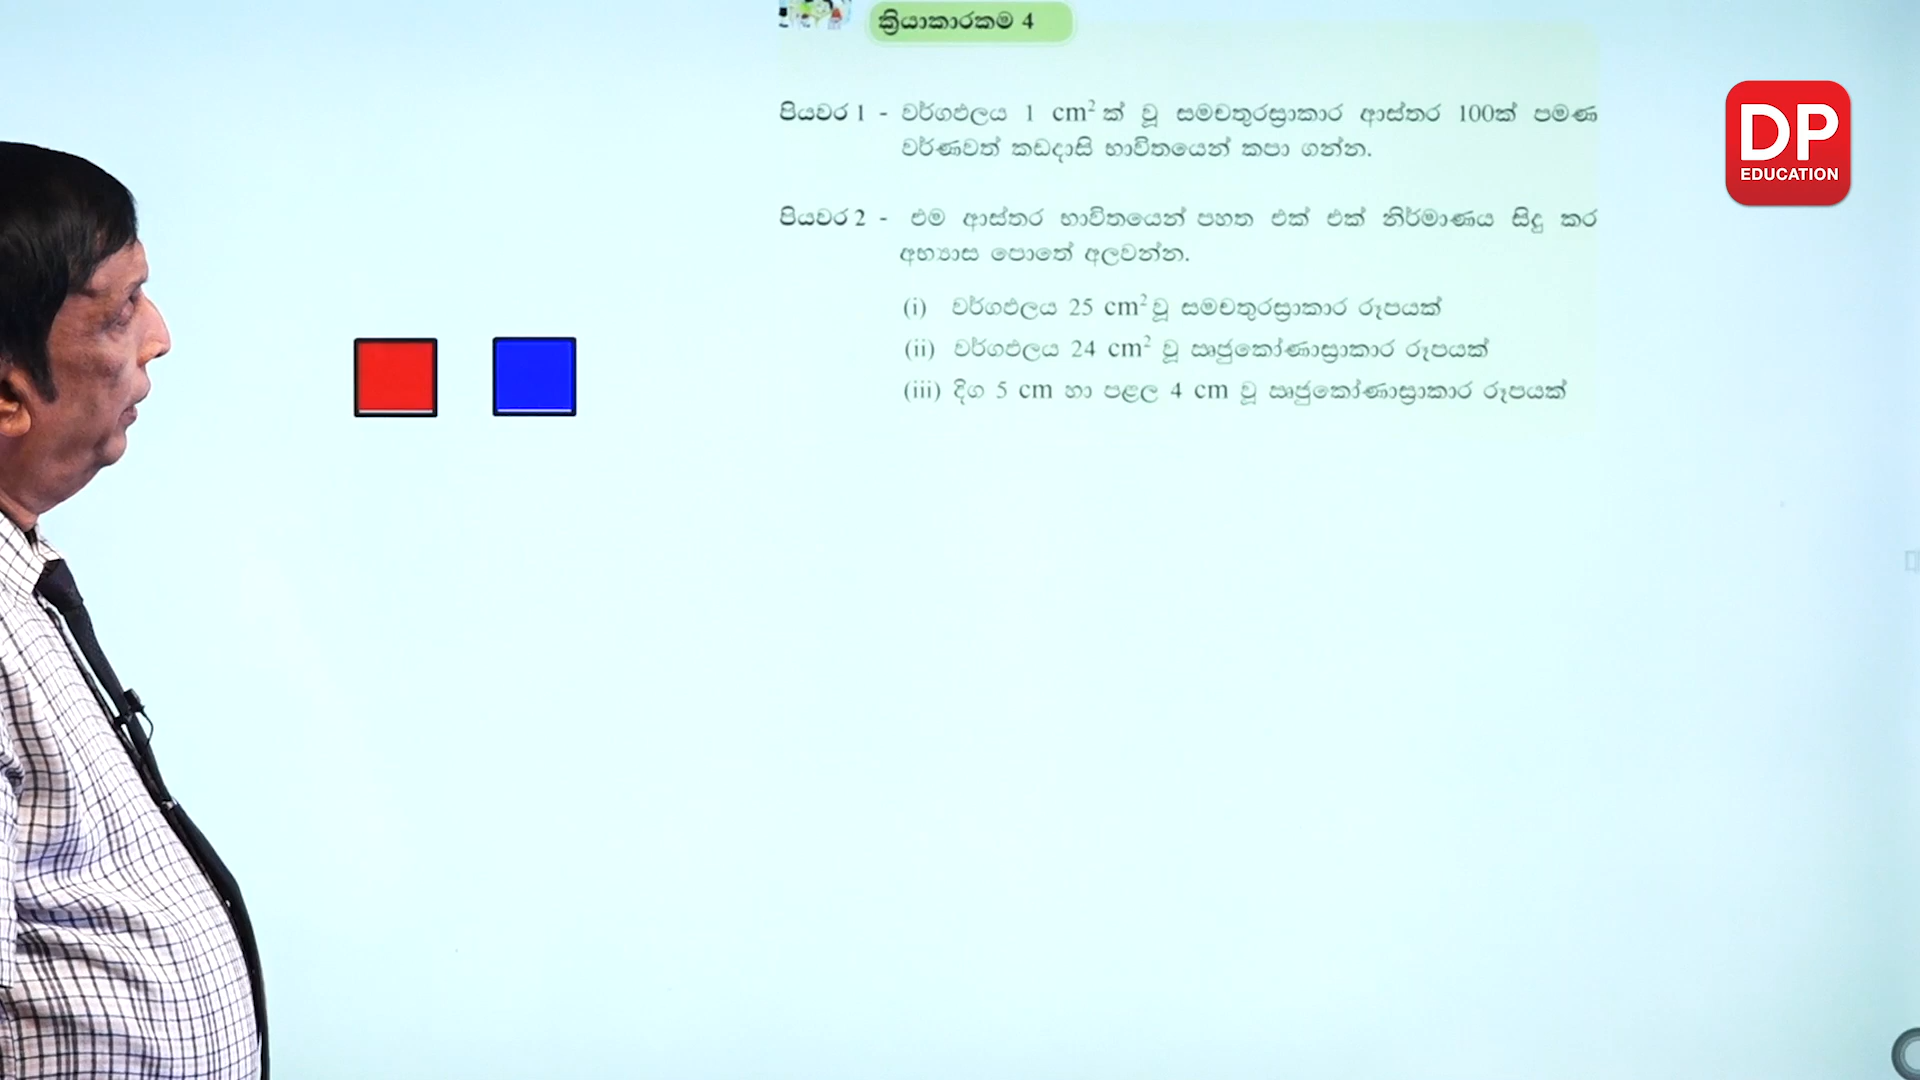 ක්‍රියාකාරකම 4
පියවර 1 - වර්ගඵලය 1 cm² ක් වූ සමචතුරස්‍රාකාර ආස්තර 100ක් පමණ
වර්ණවත් කඩදාසි භාවිතයෙන් කපා ගන්න.
පියවර 2 - එම ආස්තර භාවිතයෙන් පහත එක් එක් නිර්මාණය සිදු කර
අභ්‍යාස පොතේ අලවන්න.
(i) වර්ගඵලය 25 cm² වූ සමචතුරස්‍රාකාර රූපයක්
(ii) වර්ගඵලය 24 cm² වූ ඍජුකෝණාස්‍රාකාර රූපයක්
(iii) දිග 5 cm හා පළල 4 cm වූ ඍජුකෝණාස්‍රාකාර රූපයක්
DP
EDUCATION